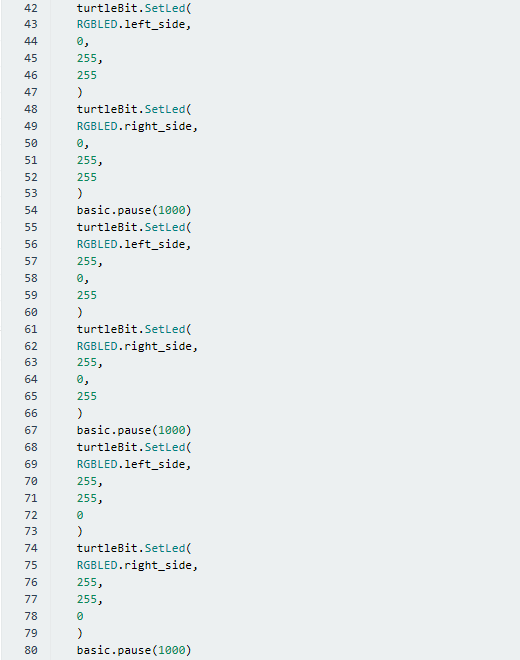 42 turtleBit.SetLed(
43 RGBLED.left_side,
44 0,
45 255,
46 255
47 )
48 turtleBit.SetLed(
49 RGBLED.right_side,
50 0,
51 255,
52 255
53 )
54 basic.pause(1000)
55 turtleBit.SetLed(
56 RGBLED.left_side,
57 255,
58 0,
59 255
60 )
61 turtleBit.SetLed(
62 RGBLED.right_side,
63 255,
64 0,
65 255
66 )
67 basic.pause(1000)
68 turtleBit.SetLed(
69 RGBLED.left_side,
70 255,
71 255,
72 0
73 )
74 turtleBit.SetLed(
75 RGBLED.right_side,
76 255,
77 255,
78 0
79 )
80 basic.pause(1000)